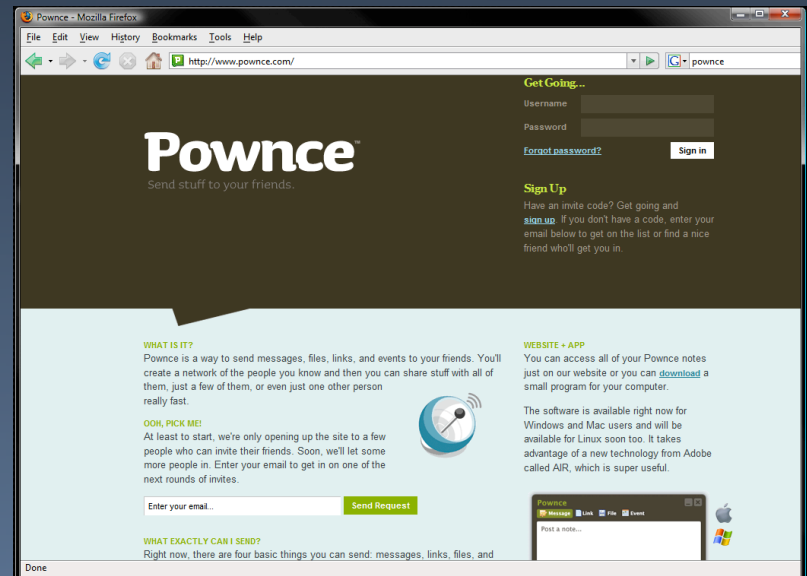 Pownce - Mozilla Firefox
File Edit View History Bookmarks Tools Help
http://www.pownce.com/
G pownce
Pownce™
Send stuff to your friends.
Get Going...
Username
Password
Forgot password? Sign in
Sign Up
Have an invite code? Get going and
sign up. If you don't have a code, enter your
email below to get on the list or find a nice
friend who'll get you in.
WHAT IS IT?
Pownce is a way to send messages, files, links, and events to your friends. You'll
create a network of the people you know and then you can share stuff with all of
them, just a few of them, or even just one other person
really fast.
OOH, PICK ME!
At least to start, we're only opening up the site to a few
people who can invite their friends. Soon, we'll let some
more people in. Enter your email to get in on one of the
next rounds of invites.
Enter your email... Send Request
WHAT EXACTLY CAN I SEND?
Right now, there are four basic things you can send: messages, links, files, and
WEBSITE + APP
You can access all of your Pownce notes
just on our website or you can download a
small program for your computer.
The software is available right now for
Windows and Mac users and will be
available for Linux soon too. It takes
advantage of a new technology from Adobe
called AIR, which is super useful.
Pownce
Message Link File Event
Post a note...
Done